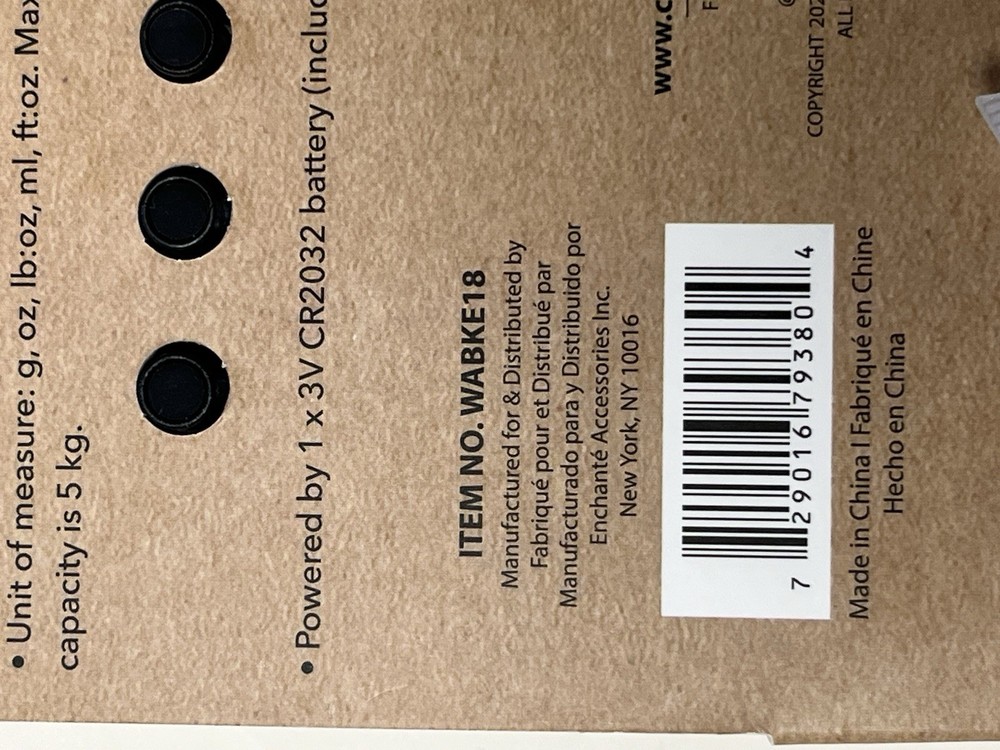 • Unit of measure: g, oz, lb:oz, ml, ft:oz. Max
capacity is 5 kg.
• Powered by 1 x 3V CR2032 battery (includ
ITEM NO. WABKE18
Manufactured for & Distributed by
Fabriqué pour et Distribué par
Manufacturado para y Distribuido por
Enchanté Accessories Inc.
New York, NY 10016
7 29016 79380 4
Made in China I Fabriqué en Chine
Hecho en China
www.c
F
©
COPYRIGHT 202
ALL